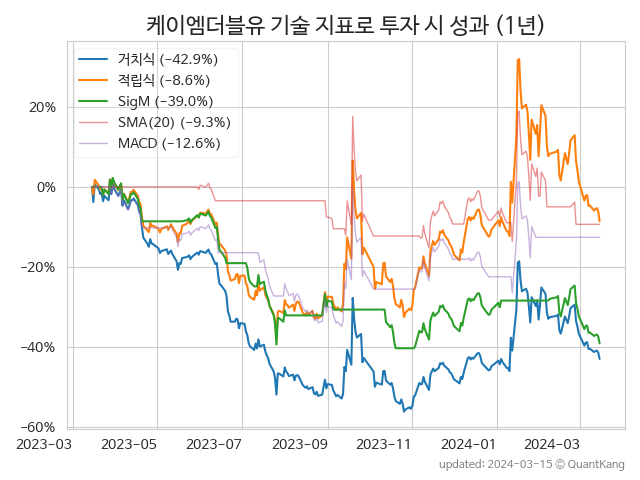 케이엠더블유 기술 지표로 투자 시 성과 (1년)
거치식 (−42.9%)
적립식 (−8.6%)
SigM (−39.0%)
SMA(20) (−9.3%)
MACD (−12.6%)
20%
0%
−20%
−40%
−60%
2023−03 2023−05 2023−07 2023−09 2023−11 2024−01 2024−03
updated: 2024−03−15 ⓒ QuantKang